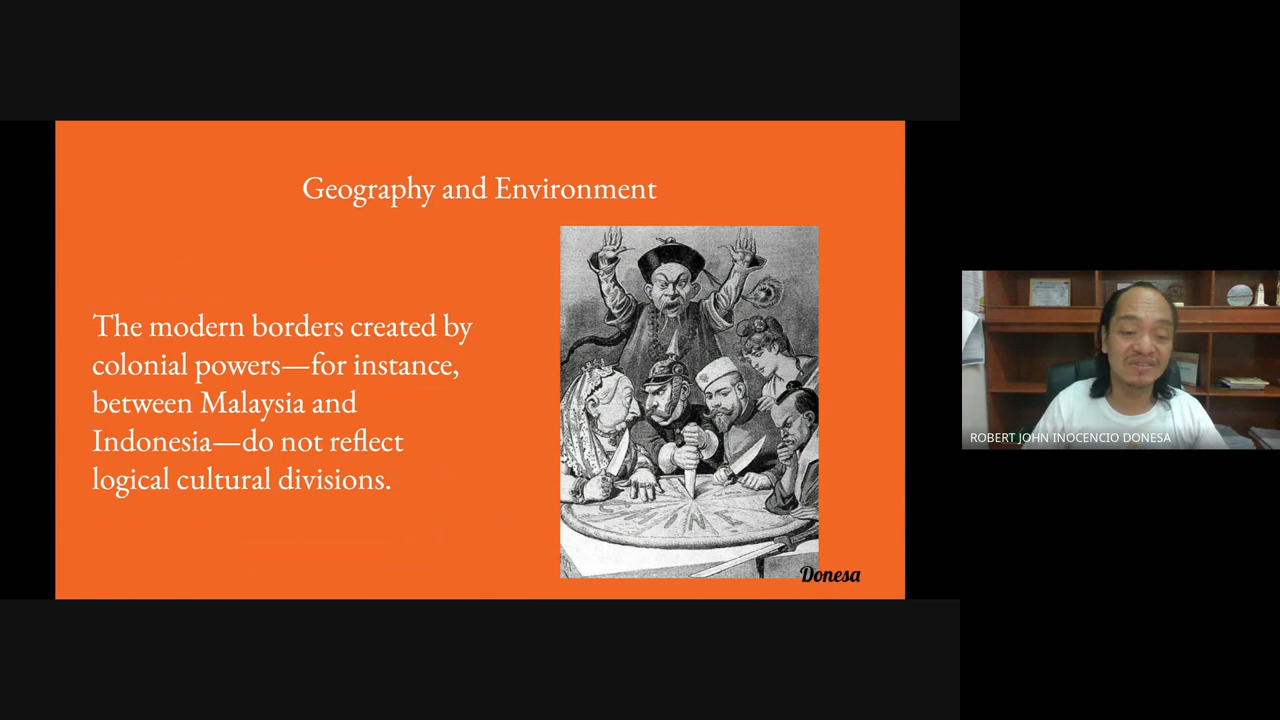 Geography and Environment
The modern borders created by
colonial powers—for instance,
between Malaysia and
Indonesia—do not reflect
logical cultural divisions.
CHINE
Donesa
ROBERT JOHN INOCENCIO DONESA